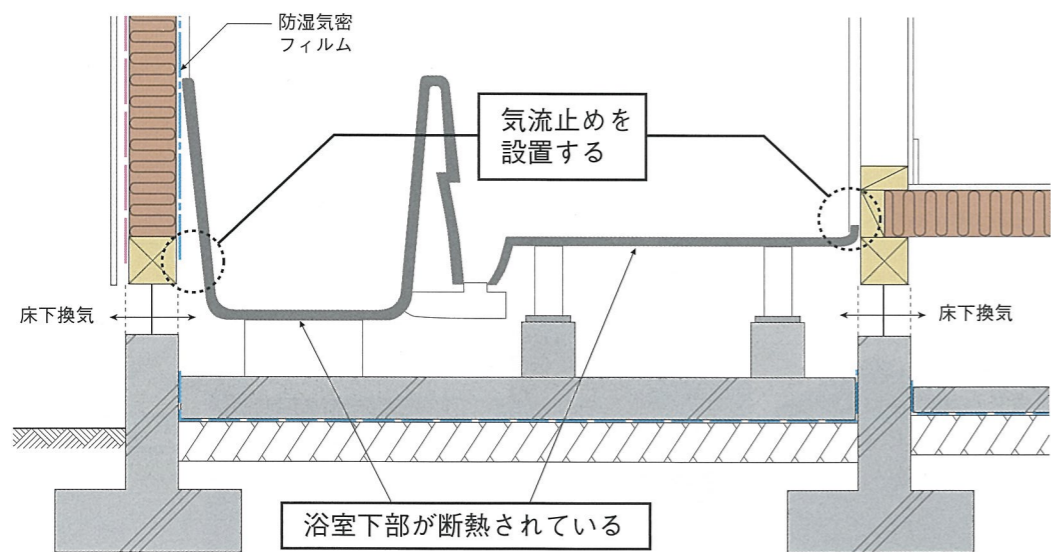 防湿気密
フィルム
気流止めを
設置する
床下換気
床下換気
浴室下部が断熱されている